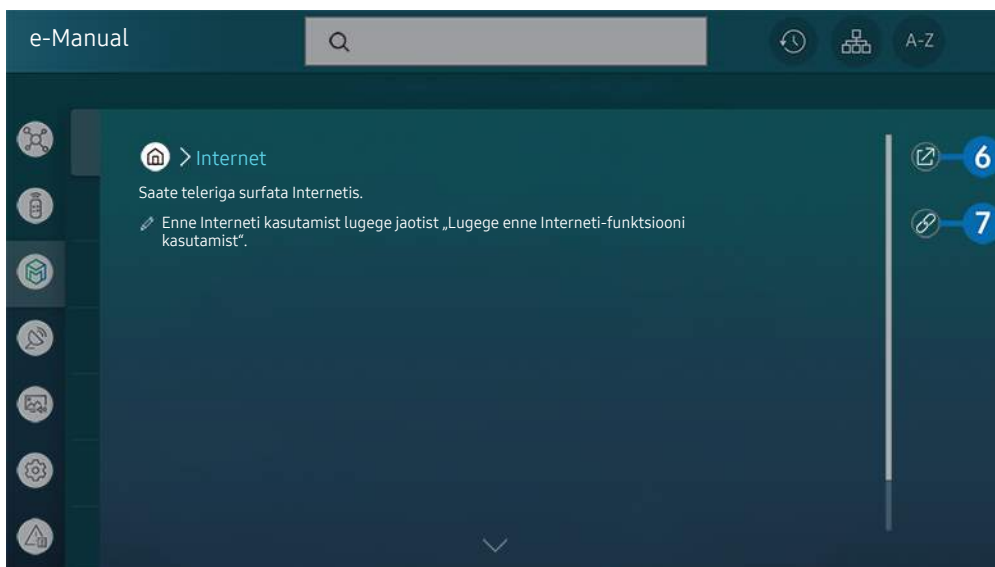 e-Manual
A-Z
> Internet
6
Saate teleriga surfata Internetis.
Enne Interneti kasutamist lugege jaotist „Lugege enne Interneti-funktsiooni
kasutamist“.
7